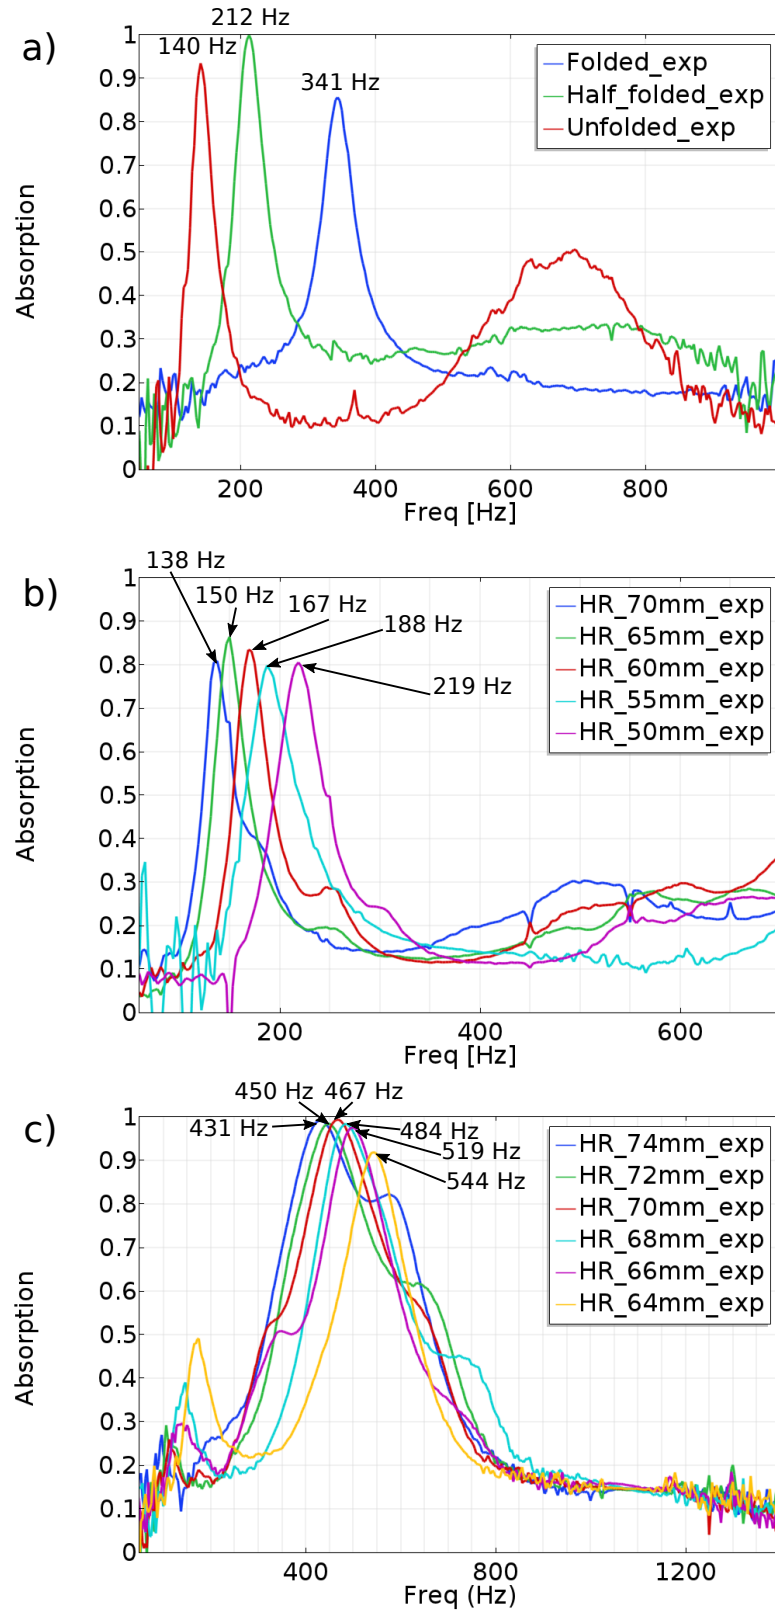 a)
212 Hz
140 Hz
341 Hz
Folded_exp
Half_folded_exp
Unfolded_exp
Absorption
1
0.9
0.8
0.7
0.6
0.5
0.4
0.3
0.2
0.1
0
200 400 600 800
Freq [Hz]
b)
138 Hz
150 Hz
167 Hz
188 Hz
219 Hz
HR_70mm_exp
HR_65mm_exp
HR_60mm_exp
HR_55mm_exp
HR_50mm_exp
Absorption
1
0.9
0.8
0.7
0.6
0.5
0.4
0.3
0.2
0.1
0
200 400 600
Freq [Hz]
c)
450 Hz 467 Hz
431 Hz 484 Hz
519 Hz
544 Hz
HR_74mm_exp
HR_72mm_exp
HR_70mm_exp
HR_68mm_exp
HR_66mm_exp
HR_64mm_exp
Absorption
1
0.9
0.8
0.7
0.6
0.5
0.4
0.3
0.2
0.1
0
400 800 1200
Freq (Hz)